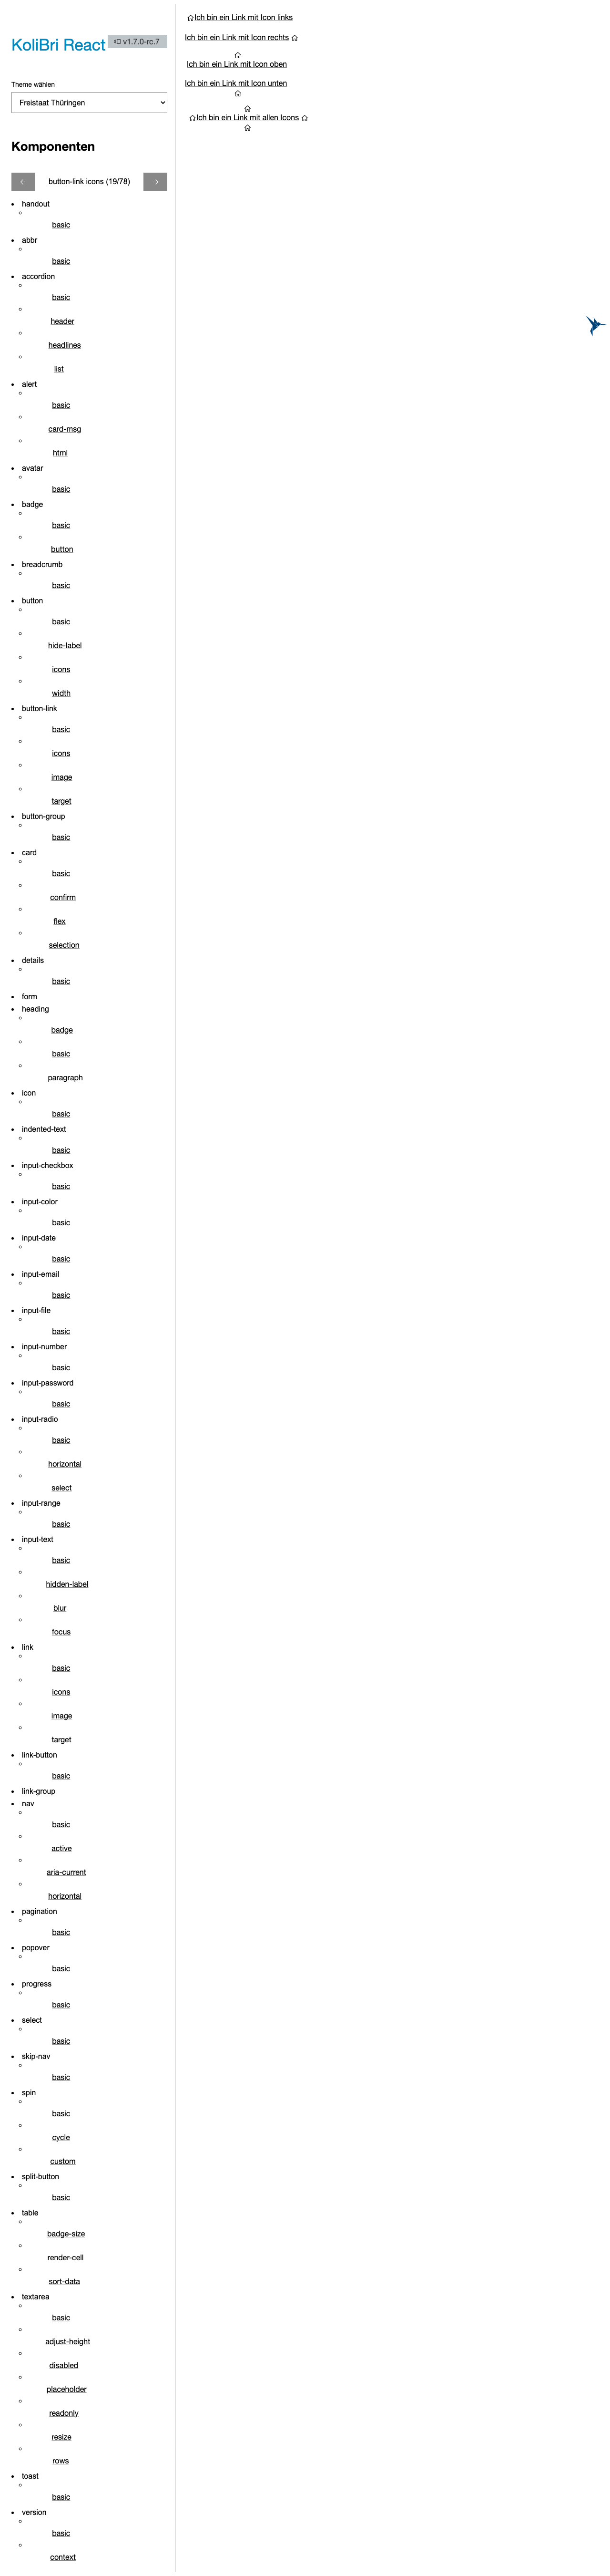 KoliBri React
v1.7.0-rc.7
Theme wählen
Freistaat Thüringen
Komponenten
button-link icons (19/78)
handout
basic
abbr
basic
accordion
basic
header
headlines
list
alert
basic
card-msg
html
avatar
basic
badge
basic
button
breadcrumb
basic
button
basic
hide-label
icons
width
button-link
basic
icons
image
target
button-group
basic
card
basic
confirm
flex
selection
details
basic
form
heading
badge
basic
paragraph
icon
basic
indented-text
basic
input-checkbox
basic
input-color
basic
input-date
basic
input-email
basic
input-file
basic
input-number
basic
input-password
basic
input-radio
basic
horizontal
select
input-range
basic
input-text
basic
hidden-label
blur
focus
link
basic
icons
image
target
link-button
basic
link-group
nav
basic
active
aria-current
horizontal
pagination
basic
popover
basic
progress
basic
select
basic
skip-nav
basic
spin
basic
cycle
custom
split-button
basic
table
badge-size
render-cell
sort-data
textarea
basic
adjust-height
disabled
placeholder
readonly
resize
rows
toast
basic
version
basic
context
Ich bin ein Link mit Icon links
Ich bin ein Link mit Icon rechts
Ich bin ein Link mit Icon oben
Ich bin ein Link mit Icon unten
Ich bin ein Link mit allen Icons